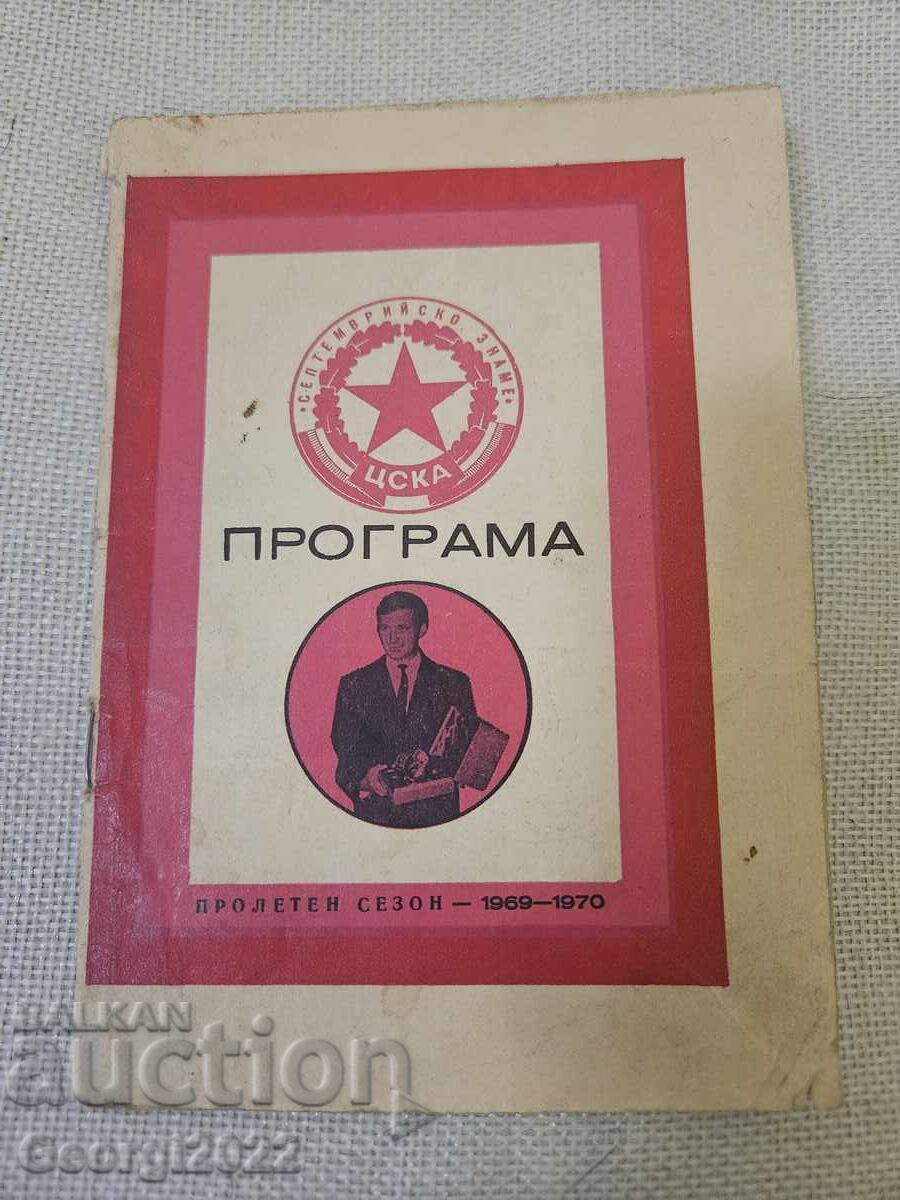 • СЕПТЕМВРИЙСКО ЗНАМЕ •
ЦСКА
ПРОГРАМА
ПРОЛЕТЕН СЕЗОН — 1969—1970
BALKAN
auction
Georgi2022